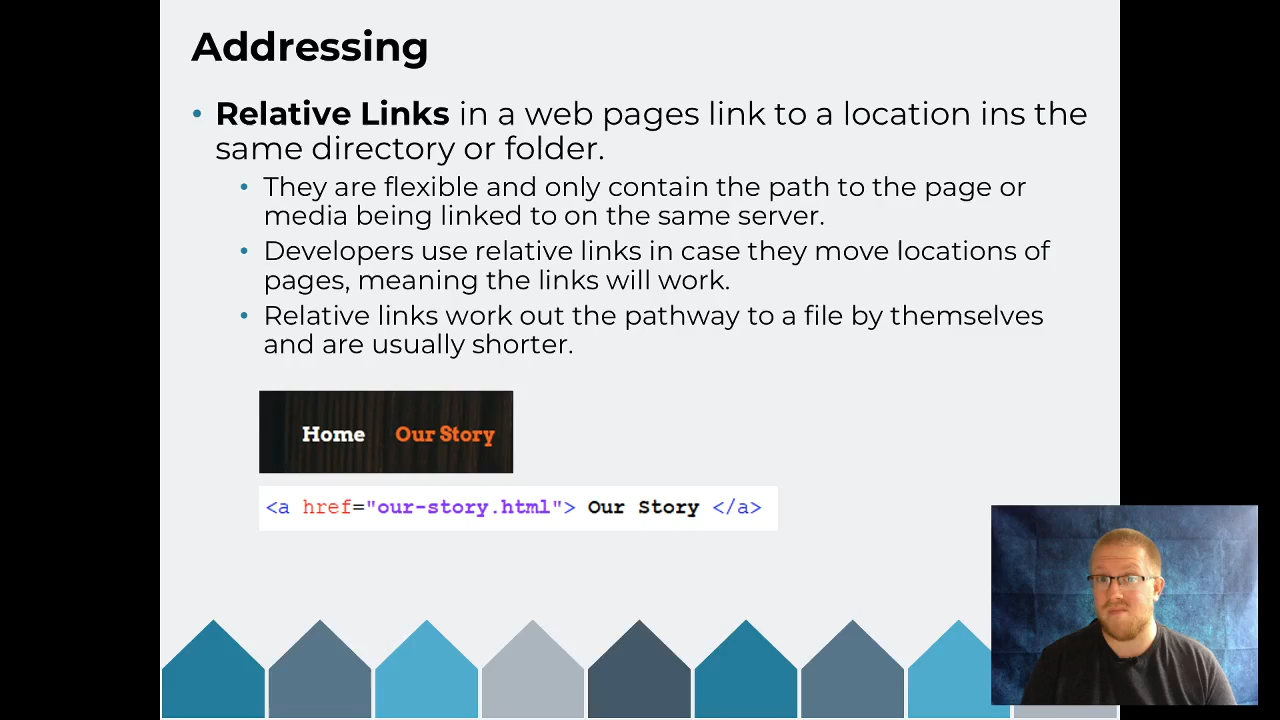 Addressing
• Relative Links in a web pages link to a location ins the
same directory or folder.
• They are flexible and only contain the path to the page or
media being linked to on the same server.
• Developers use relative links in case they move locations of
pages, meaning the links will work.
• Relative links work out the pathway to a file by themselves
and are usually shorter.
Home Our Story
<a href="our-story.html"> Our Story </a>